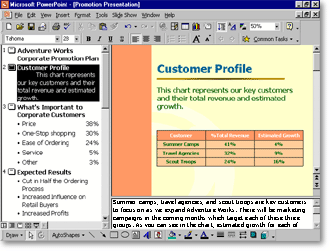 Microsoft PowerPoint - [Promotion Presentation]
File Edit View Insert Format Tools Slide Show Window Help
50%
Tahoma 28 B I U S Common Tasks
1 Adventure Works
Corporate Promotion Plan
2 Customer Profile
This chart represents
our key customers and
their total revenue and
estimated
growth.
3 What's Important to
Corporate Customers
• Price 38%
• One-Stop shopping 30%
• Ease of Ordering 24%
• Service 5%
• Other 3%
4 Expected Results
• Cut in Half the Ordering
Process
• Increased Influence on
Retail Buyers
• Increased Profits
Customer Profile
This chart represents our key customers
and their total revenue and estimated
growth.
Customer %Total Revenue Estimated Growth
Summer Camps 41% 4%
Travel Agencies 32% 9%
Scout Troops 24% 16%
Summer camps, travel agencies, and scout troops are key customers
to focus on as we expand Adventure Works. There will be marketing
campaigns in the coming months which target each of these three
groups. As you can see in the chart, estimated growth for each of
Draw AutoShapes